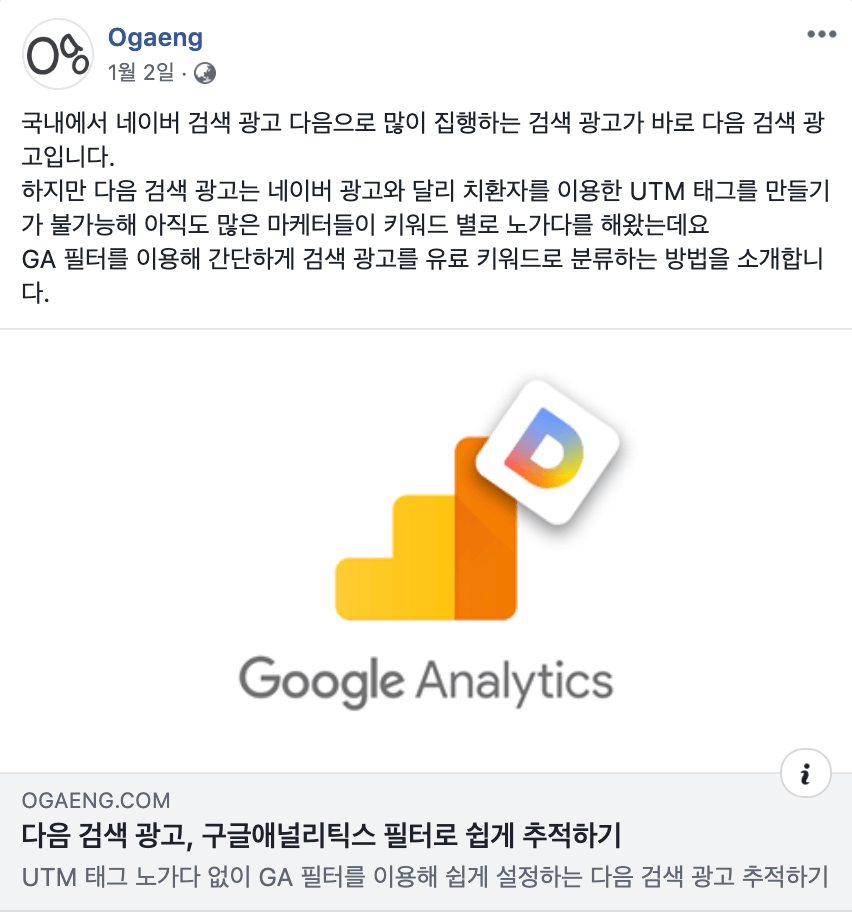 Ogaeng
1월 2일 ·
국내에서 네이버 검색 광고 다음으로 많이 집행하는 검색 광고가 바로 다음 검색 광
고입니다.
하지만 다음 검색 광고는 네이버 광고와 달리 치환자를 이용한 UTM 태그를 만들기
가 불가능해 아직도 많은 마케터들이 키워드 별로 노가다를 해왔는데요
GA 필터를 이용해 간단하게 검색 광고를 유료 키워드로 분류하는 방법을 소개합니
다.
Google Analytics
OGAENG.COM
다음 검색 광고, 구글애널리틱스 필터로 쉽게 추적하기
UTM 태그 노가다 없이 GA 필터를 이용해 쉽게 설정하는 다음 검색 광고 추적하기